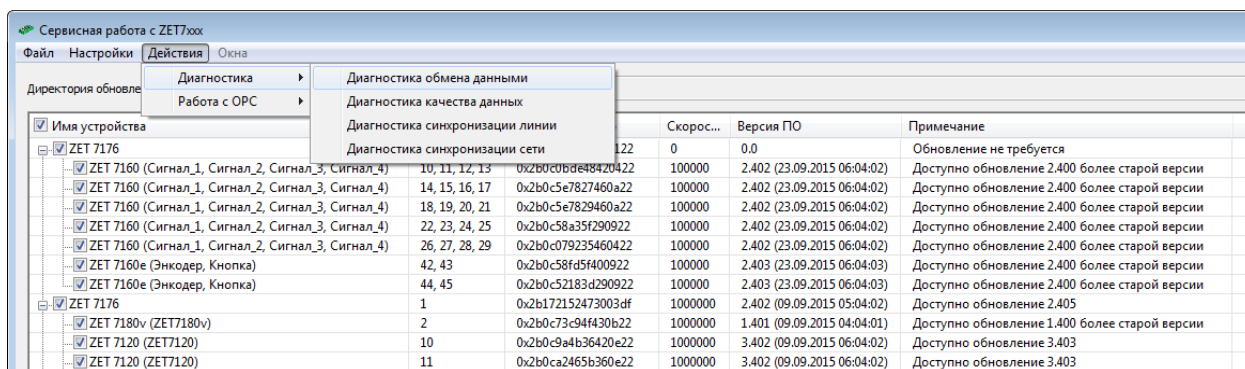 Сервисная работа с ZET7xxx
Файл Настройки Действия Окна
Диагностика Диагностика обмена данными
Директория обновле
Работа с OPC Диагностика качества данных
Диагностика синхронизации линии
Имя устройства Скорос... Версия ПО Примечание
Диагностика синхронизации сети
ZET 7176 122 0 0.0 Обновление не требуется
ZET 7160 (Сигнал_1, Сигнал_2, Сигнал_3, Сигнал_4) 10, 11, 12, 13 0x2b0c0bde48420422 100000 2.402 (23.09.2015 06:04:02) Доступно обновление 2.400 более старой версии
ZET 7160 (Сигнал_1, Сигнал_2, Сигнал_3, Сигнал_4) 14, 15, 16, 17 0x2b0c5e7827460a22 100000 2.402 (23.09.2015 06:04:02) Доступно обновление 2.400 более старой версии
ZET 7160 (Сигнал_1, Сигнал_2, Сигнал_3, Сигнал_4) 18, 19, 20, 21 0x2b0c5e7829460a22 100000 2.402 (23.09.2015 06:04:02) Доступно обновление 2.400 более старой версии
ZET 7160 (Сигнал_1, Сигнал_2, Сигнал_3, Сигнал_4) 22, 23, 24, 25 0x2b0c58a35f290922 100000 2.402 (23.09.2015 06:04:02) Доступно обновление 2.400 более старой версии
ZET 7160 (Сигнал_1, Сигнал_2, Сигнал_3, Сигнал_4) 26, 27, 28, 29 0x2b0c079235460422 100000 2.402 (23.09.2015 06:04:02) Доступно обновление 2.400 более старой версии
ZET 7160e (Энкодер, Кнопка) 42, 43 0x2b0c58fd5f400922 100000 2.403 (23.09.2015 06:04:03) Доступно обновление 2.400 более старой версии
ZET 7160e (Энкодер, Кнопка) 44, 45 0x2b0c52183d290922 100000 2.403 (23.09.2015 06:04:03) Доступно обновление 2.400 более старой версии
ZET 7176 1 0x2b172152473003df 1000000 2.402 (09.09.2015 05:04:02) Доступно обновление 2.405
ZET 7180v (ZET7180v) 2 0x2b0c73c94f430b22 1000000 1.401 (09.09.2015 04:04:01) Доступно обновление 1.400 более старой версии
ZET 7120 (ZET7120) 10 0x2b0c9a4b36420e22 1000000 3.402 (09.09.2015 06:04:02) Доступно обновление 3.403
ZET 7120 (ZET7120) 11 0x2b0ca2465b360e22 1000000 3.402 (09.09.2015 06:04:02) Доступно обновление 3.403